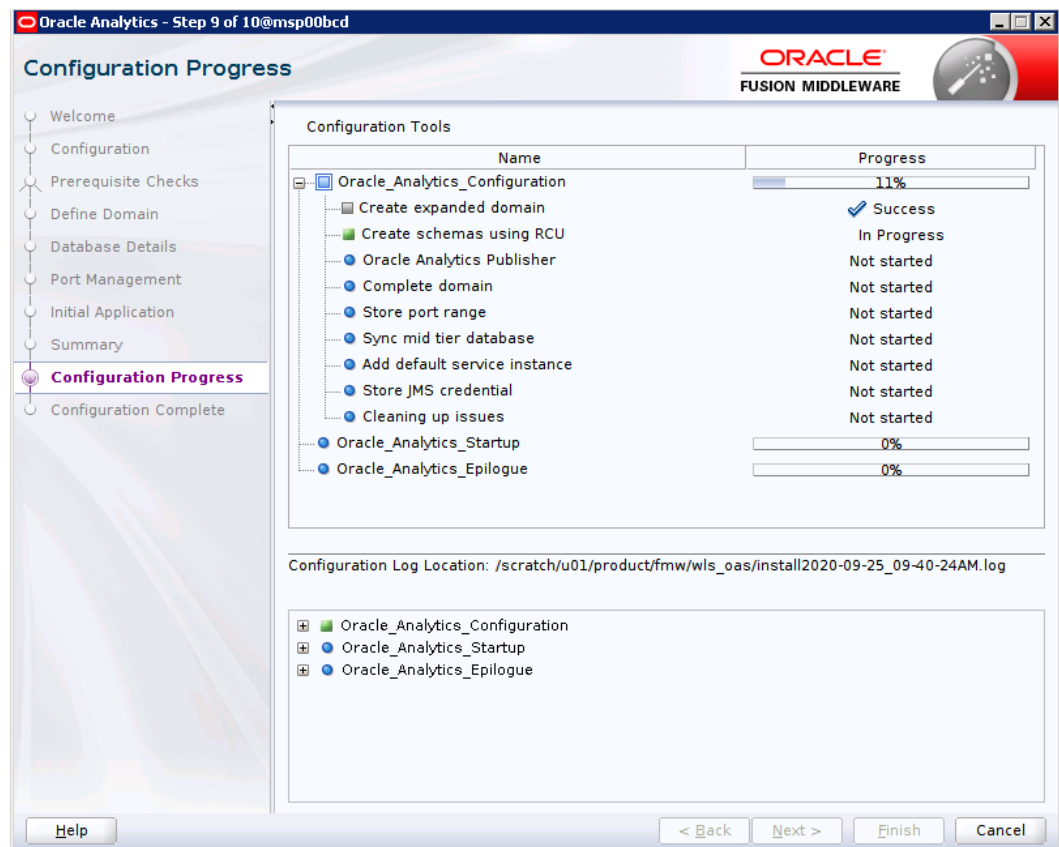 Oracle Analytics - Step 9 of 10@msp00bcd
Configuration Progress
ORACLE®
FUSION MIDDLEWARE
Welcome
Configuration
Prerequisite Checks
Define Domain
Database Details
Port Management
Initial Application
Summary
Configuration Progress
Configuration Complete
Configuration Tools
Name Progress
Oracle_Analytics_Configuration 11%
Create expanded domain Success
Create schemas using RCU In Progress
Oracle Analytics Publisher Not started
Complete domain Not started
Store port range Not started
Sync mid tier database Not started
Add default service instance Not started
Store JMS credential Not started
Cleaning up issues Not started
Oracle_Analytics_Startup 0%
Oracle_Analytics_Epilogue 0%
Configuration Log Location: /scratch/u01/product/fmw/wls_oas/install2020-09-25_09-40-24AM.log
Oracle_Analytics_Configuration
Oracle_Analytics_Startup
Oracle_Analytics_Epilogue
Help < Back Next > Finish Cancel